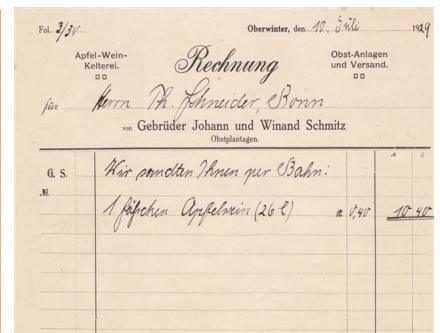 Fol. 3/30 Oberwinter, den 10. Juli 1929
Apfel-Wein-
Kelterei.
Rechnung
Obst-Anlagen
und Versand.
für Herrn Th. Schneider, Bonn
von Gebrüder Johann und Winand Schmitz
Obstplantagen.
G. S. Wir sandten Ihnen per Bahn:
№
1 Fäßchen Apfelwein (26 l) a 0,40 10 40